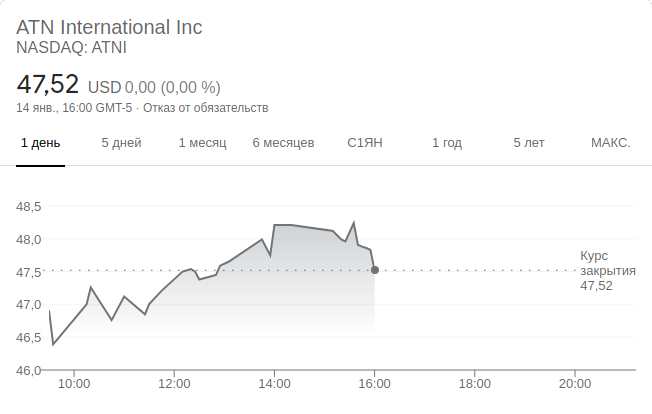 ATN International Inc
NASDAQ: ATNI
47,52 USD 0,00 (0,00 %)
14 янв., 16:00 GMT-5 · Отказ от обязательств
1 день 5 дней 1 месяц 6 месяцев С1ЯН 1 год 5 лет МАКС.
48,5
48,0
47,5
47,0
46,5
46,0
Курс
закрытия
47,52
10:00 12:00 14:00 16:00 18:00 20:00